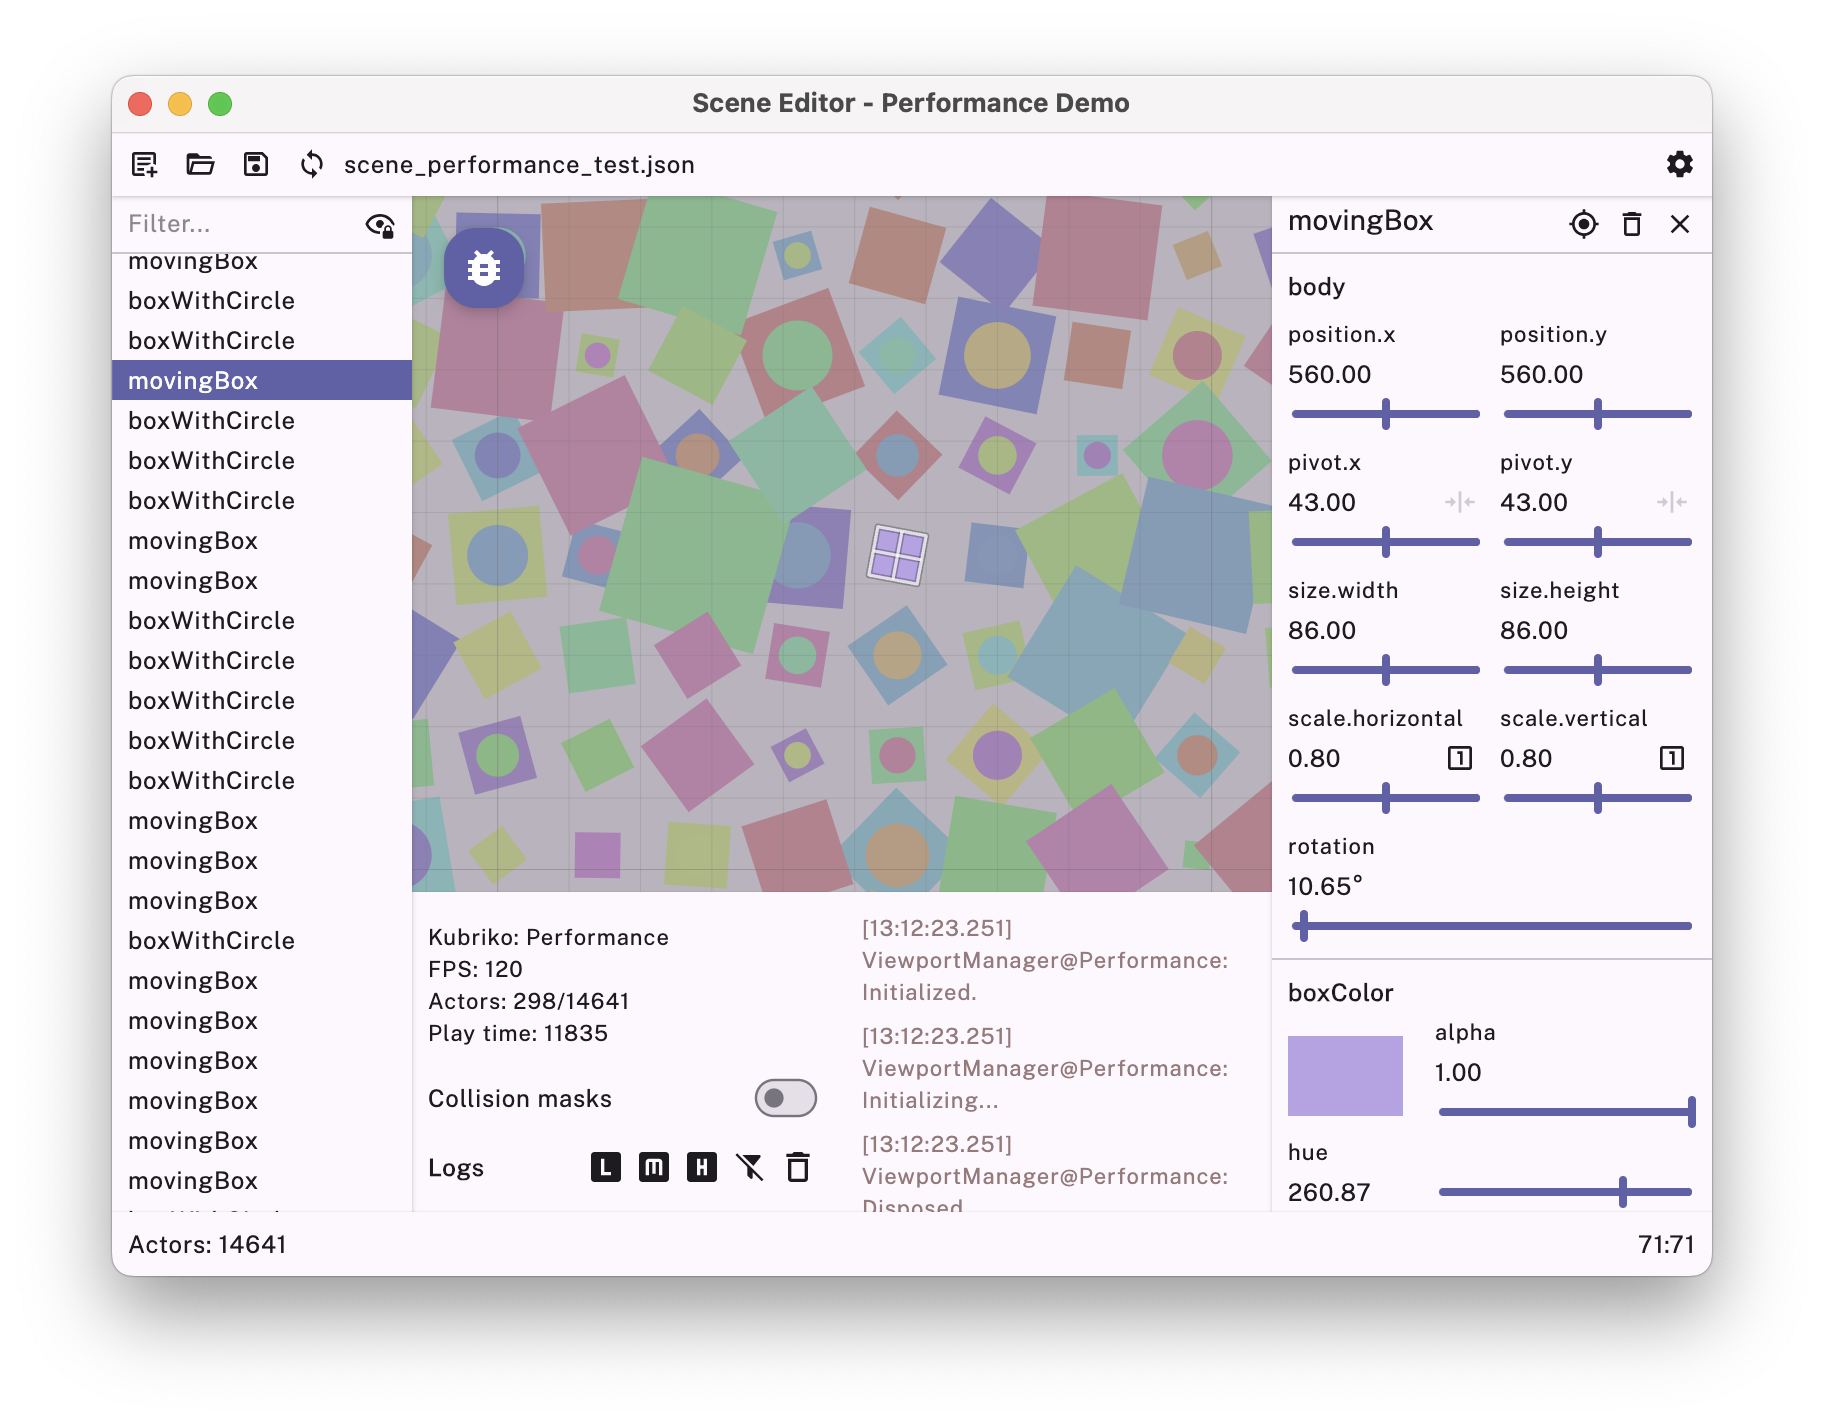 Scene Editor - Performance Demo
scene_performance_test.json
Filter...
movingBox
boxWithCircle
boxWithCircle
movingBox
boxWithCircle
boxWithCircle
boxWithCircle
movingBox
movingBox
boxWithCircle
boxWithCircle
boxWithCircle
boxWithCircle
boxWithCircle
movingBox
movingBox
movingBox
boxWithCircle
movingBox
movingBox
movingBox
movingBox
movingBox
movingBox
Kubriko: Performance
FPS: 120
Actors: 298/14641
Play time: 11835
Collision masks
Logs
L M H
[13:12:23.251]
ViewportManager@Performance:
Initialized.
[13:12:23.251]
ViewportManager@Performance:
Initializing...
[13:12:23.251]
ViewportManager@Performance:
Disposed
movingBox
body
position.x position.y
560.00 560.00
pivot.x pivot.y
43.00 43.00
size.width size.height
86.00 86.00
scale.horizontal scale.vertical
0.80 1 0.80 1
rotation
10.65°
boxColor
alpha
1.00
hue
260.87
Actors: 14641
71:71